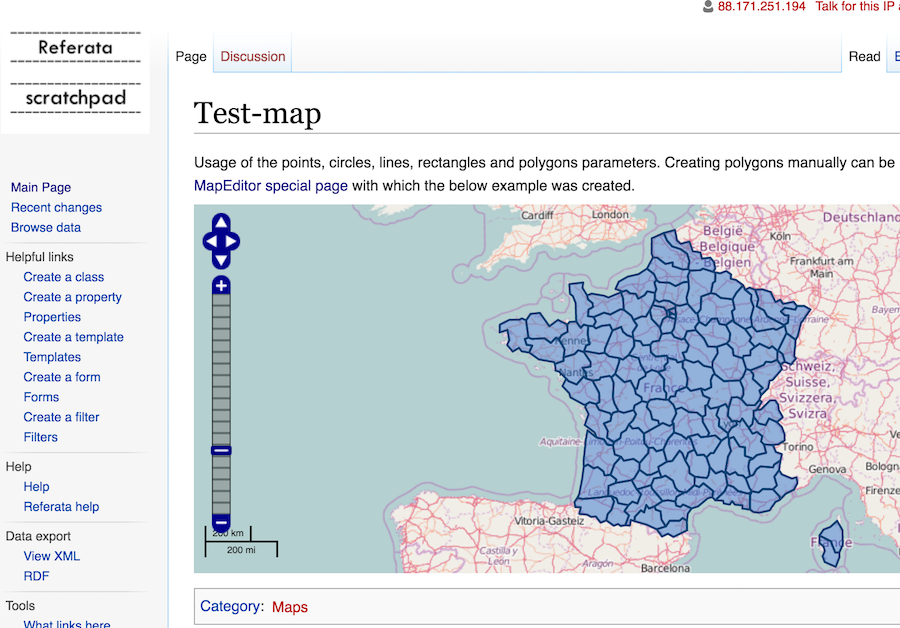 88.171.251.194 Talk for this IP
Referata
scratchpad
Page Discussion Read
Test-map
Usage of the points, circles, lines, rectangles and polygons parameters. Creating polygons manually can be
MapEditor special page with which the below example was created.
Main Page
Recent changes
Browse data
Helpful links
Create a class
Create a property
Properties
Create a template
Templates
Create a form
Forms
Create a filter
Filters
Help
Help
Referata help
Data export
View XML
RDF
Tools
What links here
Cardiff London
Deutschland
België
Belgique
Belgien
Köln
Frankfurt am
Main
Bayern
Rennes
Nantes
France
Schweiz,
Suisse,
Svizzera,
Svizra
Torino
Genova
Bologn
Firenze
Vitoria-Gasteiz
Castilla y
León
Aragón
Barcelona
France
200 km
200 mi
Category: Maps